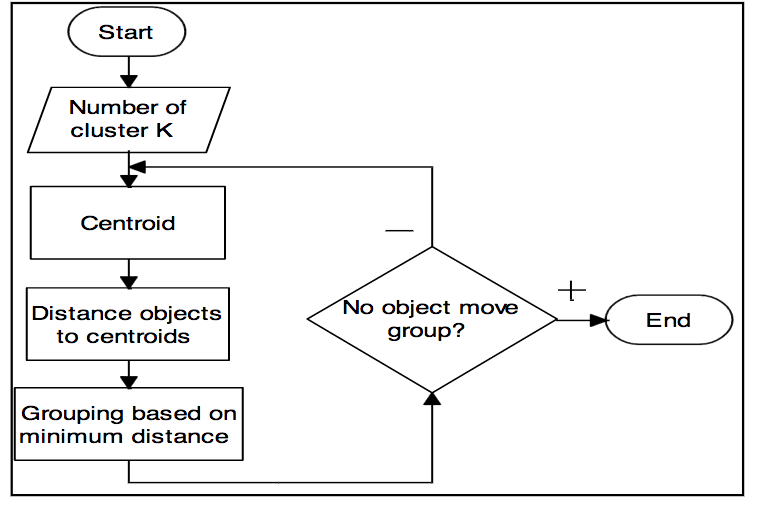 Start
Number of
cluster K
Centroid
Distance objects
to centroids
Grouping based on
minimum distance
No object move
group?
—
+
End